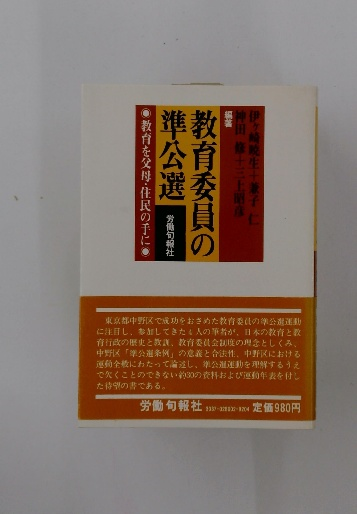 伊ヶ崎暁生+兼子 仁
神田 修+三上昭彦
編著
教育委員の
準公選
労働旬報社
◉教育を父母・住民の手に◉
東京都中野区で成功をおさめた教育委員の準公選運動
に注目し、参加してきた4人の筆者が、日本の教育と教
育行政の歴史と教訓、教育委員会制度の理念としくみ、
中野区「準公選条例」の意義と合法性、中野区における
運動全般にわたって論述し、準公選運動を理解するうえ
で欠くことのできない約30の資料および運動年表を付し
た待望の書である。
労働旬報社 定価980円